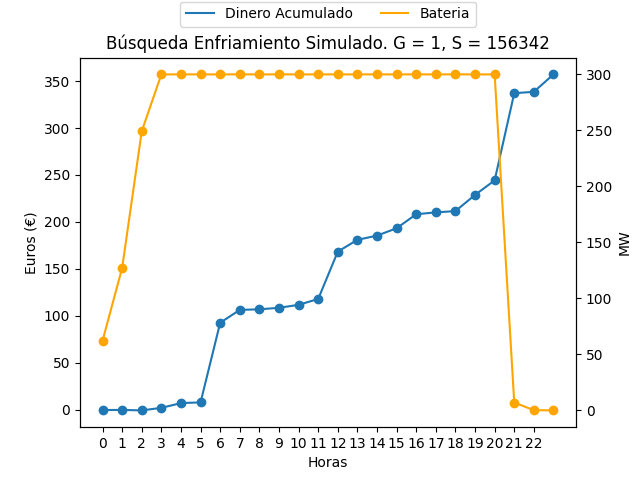 Dinero Acumulado Bateria
Búsqueda Enfriamiento Simulado. G = 1, S = 156342
350
300
250
200
150
100
50
0
Euros (€)
300
250
200
150
100
50
0
MW
0 1 2 3 4 5 6 7 8 9 10 11 12 13 14 15 16 17 18 19 20 21 22
Horas